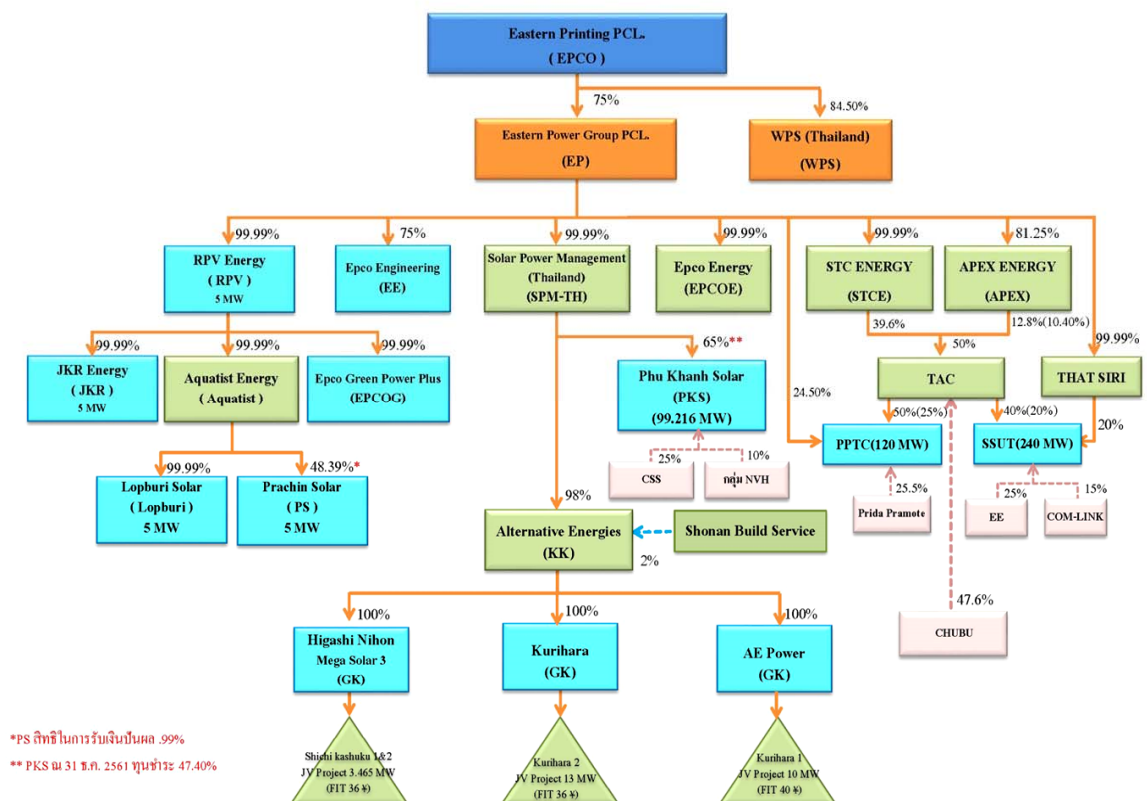 Eastern Printing PCL.
( EPCO )
75%
84.50%
Eastern Power Group PCL.
(EP)
WPS (Thailand)
(WPS)
99.99%
75%
99.99%
99.99%
99.99%
81.25%
RPV Energy
( RPV )
5 MW
Epco Engineering
(EE)
Solar Power Management
(Thailand)
(SPM-TH)
Epco Energy
(EPCOE)
STC ENERGY
(STCE)
APEX ENERGY
(APEX)
39.6%
12.8%(10.40%)
99.99%
99.99%
99.99%
65%**
50%
99.99%
JKR Energy
( JKR )
5 MW
Aquatist Energy
( Aquatist )
Epco Green Power Plus
(EPCOG)
Phu Khanh Solar
(PKS)
(99.216 MW)
24.50%
TAC
THAT SIRI
50%(25%)
40%(20%)
20%
99.99%
48.39%*
25%
10%
PPTC(120 MW)
SSUT(240 MW)
Lopburi Solar
( Lopburi )
5 MW
Prachin Solar
( PS )
5 MW
CSS
กลุ่ม NVH
25.5%
25%
15%
98%
Prida Pramote
EE
COM-LINK
Alternative Energies
(KK)
Shonan Build Service
2%
47.6%
CHUBU
100%
100%
100%
Higashi Nihon
Mega Solar 3
(GK)
Kurihara
(GK)
AE Power
(GK)
Shichi kashuku 1&2
JV Project 3.465 MW
(FIT 36 ¥)
Kurihara 2
JV Project 13 MW
(FIT 36 ¥)
Kurihara 1
JV Project 10 MW
(FIT 40 ¥)
*PS สิทธิในการรับเงินปันผล .99%
** PKS ณ 31 ธ.ค. 2561 ทุนชำระ 47.40%